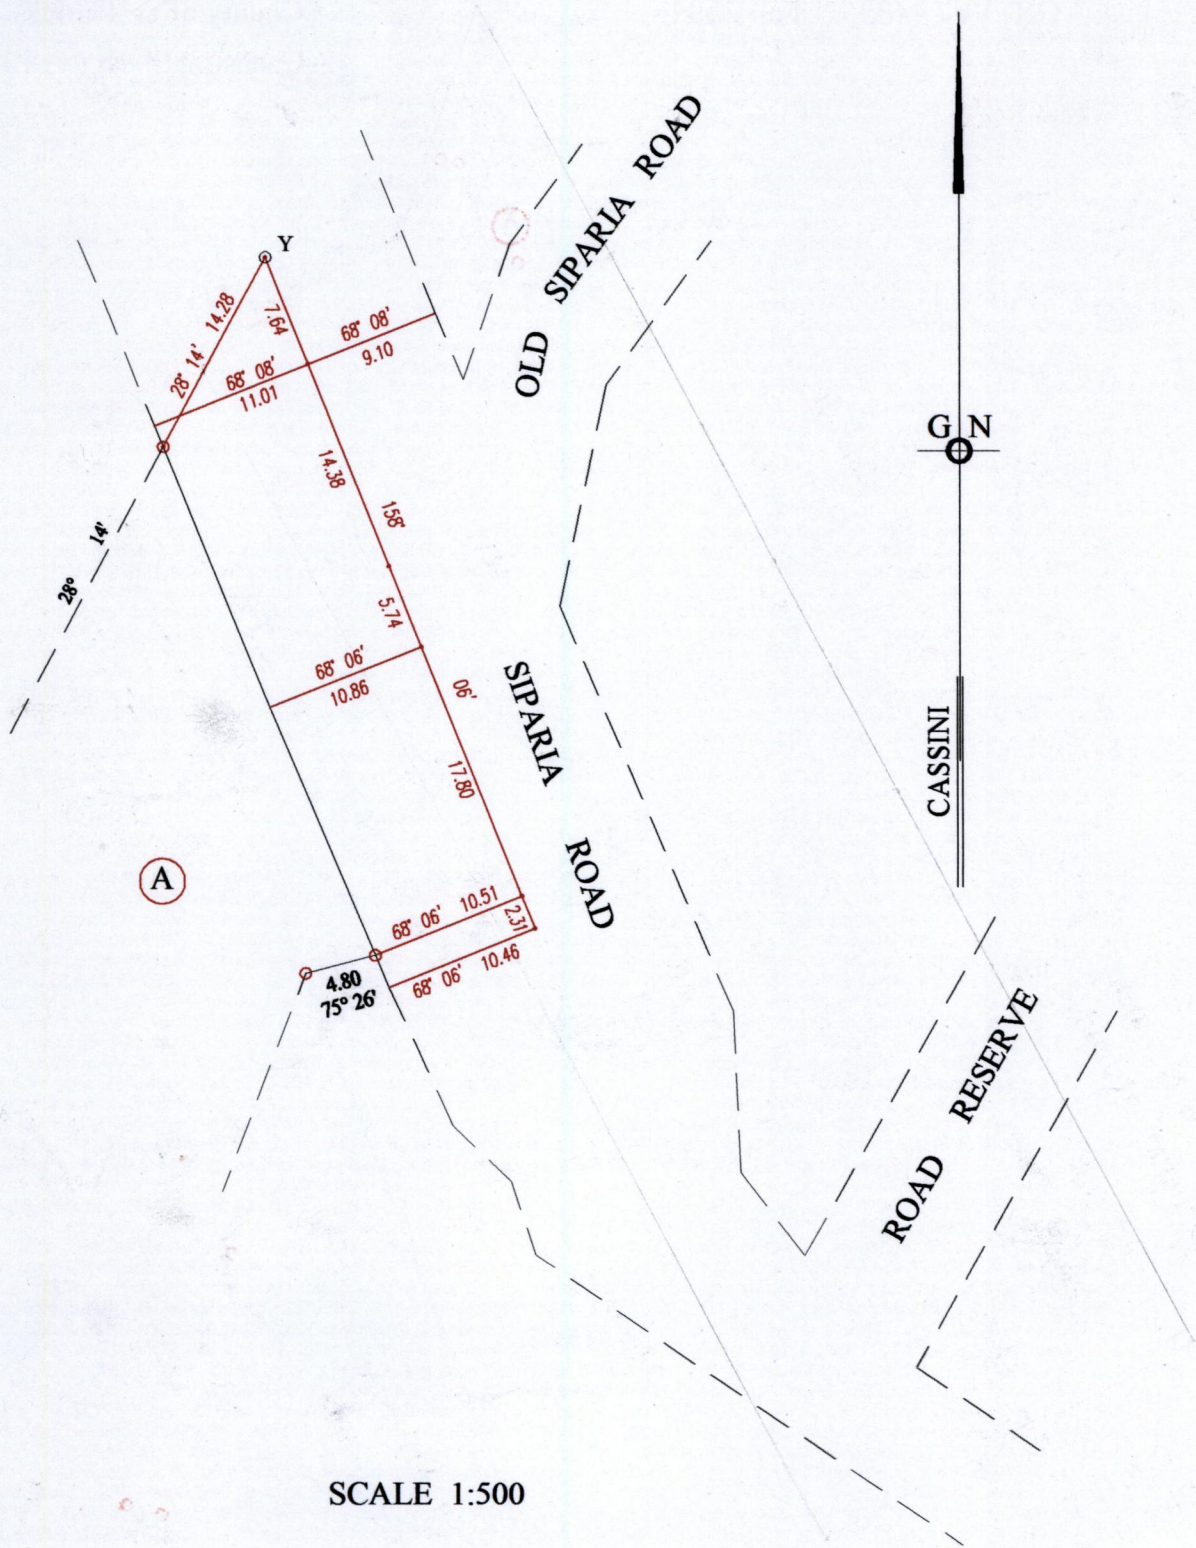 OLD SIPARIA ROAD
Y
28° 14' 14.28
7.64
68° 08'
9.10
68° 08'
11.01
G N
14.38
158°
28° 14'
5.74
68° 06'
10.86
06'
SIPARIA ROAD
17.80
CASSINI
A
68° 06' 10.51
2.31
68° 06' 10.46
4.80
75° 26'
ROAD RESERVE
SCALE 1:500